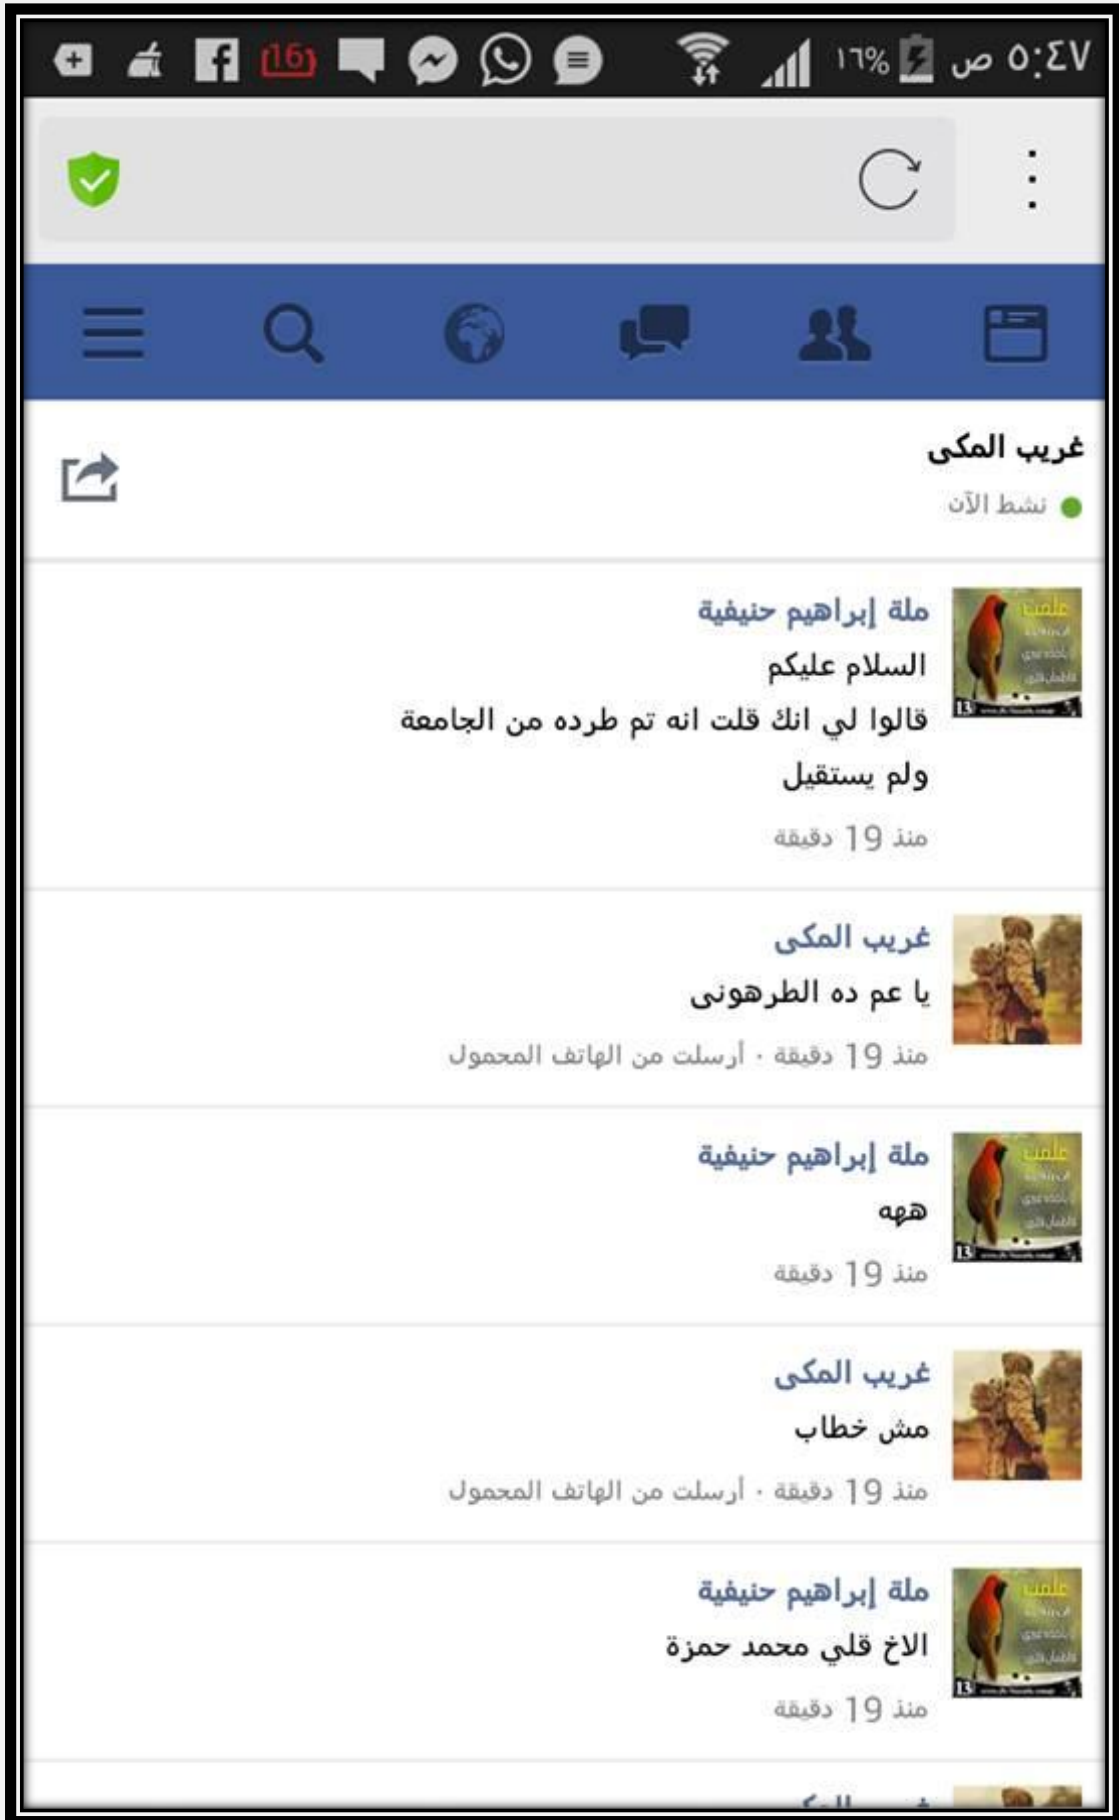 ٥:٤٧ ص ١٦% 16
غريب المكى
نشط الآن
ملة إبراهيم حنيفية
السلام عليكم
قالوا لي انك قلت انه تم طرده من الجامعة
ولم يستقيل
منذ 19 دقيقة
غريب المكى
يا عم ده الطرهونى
منذ 19 دقيقة · أرسلت من الهاتف المحمول
ملة إبراهيم حنيفية
ههه
منذ 19 دقيقة
غريب المكى
مش خطاب
منذ 19 دقيقة · أرسلت من الهاتف المحمول
ملة إبراهيم حنيفية
الاخ قلي محمد حمزة
منذ 19 دقيقة